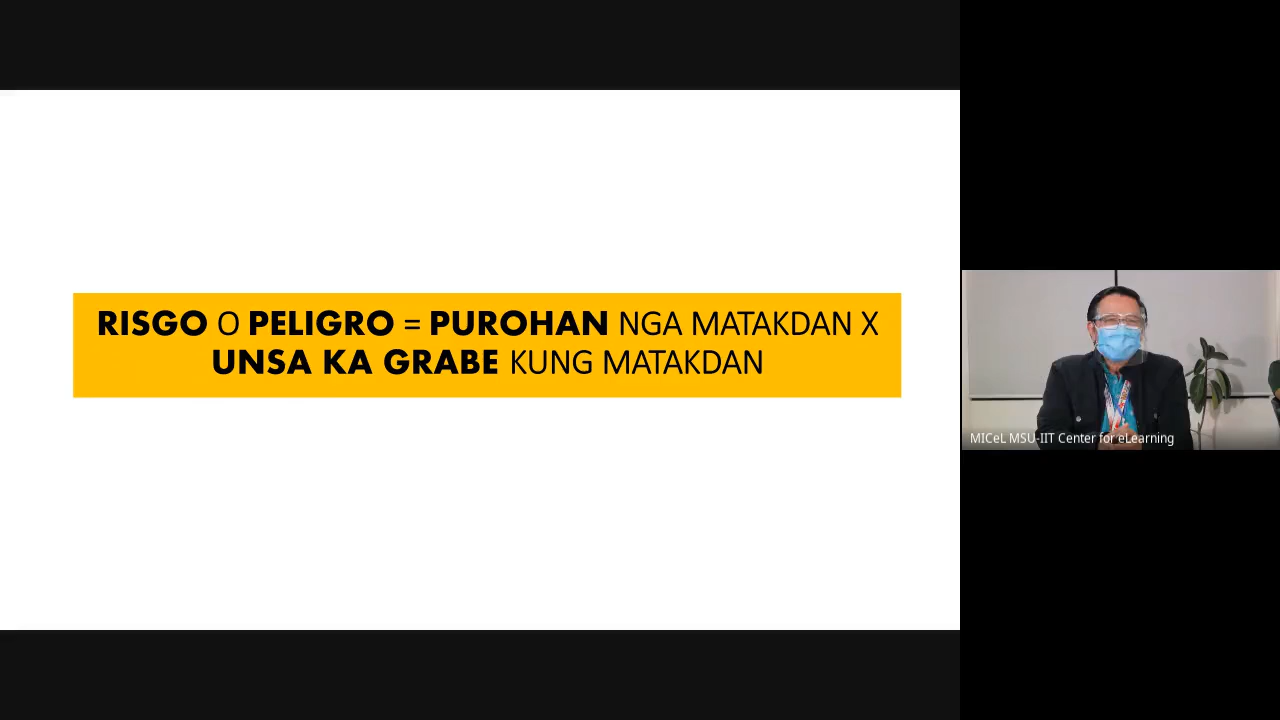 RISGO O PELIGRO = PUROHAN NGA MATAKDAN X
UNSA KA GRABE KUNG MATAKDAN
MICeL MSU-IIT Center for eLearning